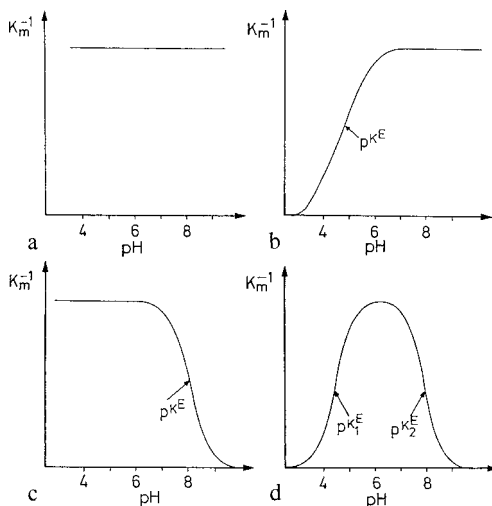 K_m^-1
4 6 8
a pH
K_m^-1
pK^E
4 6 8
b pH
K_m^-1
pK^E
4 6 8
c pH
K_m^-1
pK_1^E pK_2^E
4 6 8
d pH